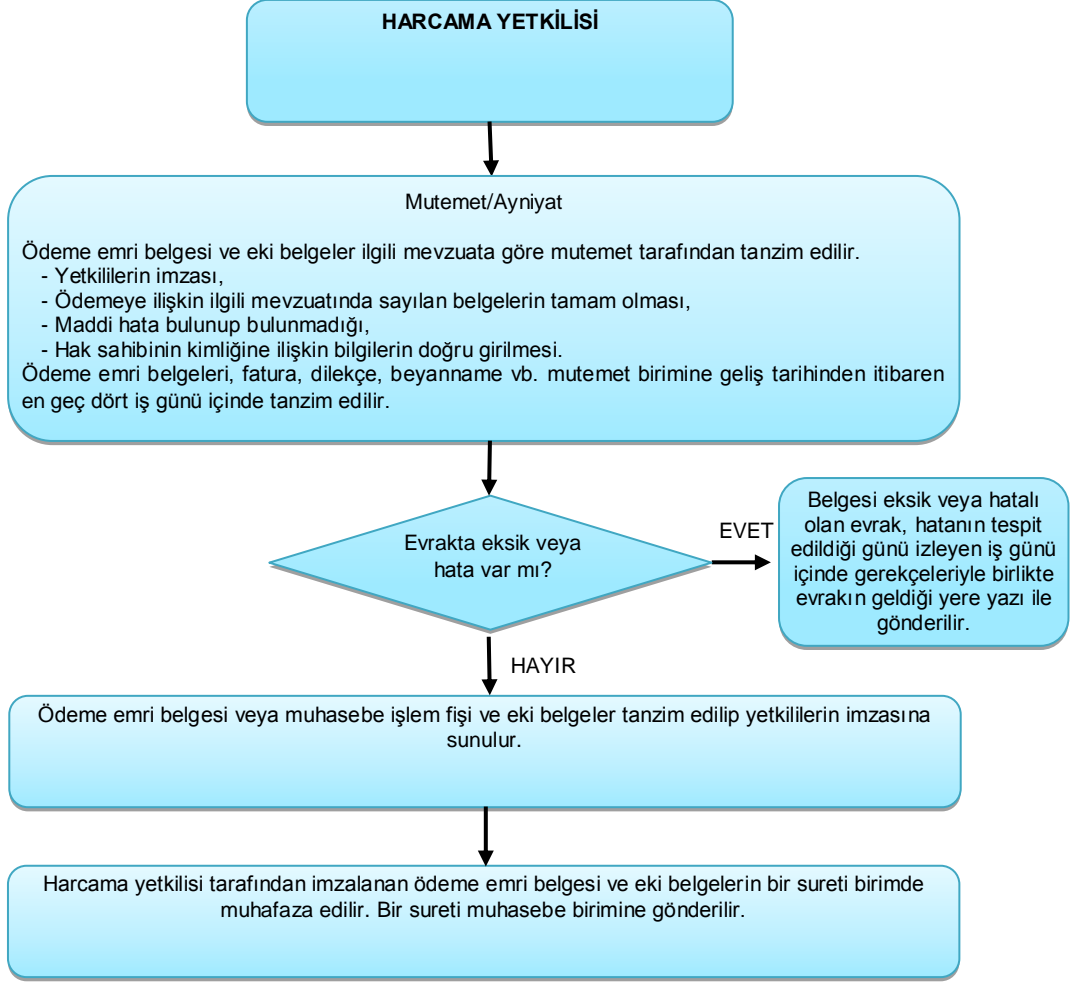 HARCAMA YETKİLİSİ
Mutemet/Ayniyat
Ödeme emri belgesi ve eki belgeler ilgili mevzuata göre mutemet tarafından tanzim edilir.
- Yetkililerin imzası,
- Ödemeye ilişkin ilgili mevzuatında sayılan belgelerin tamam olması,
- Maddi hata bulunup bulunmadığı,
- Hak sahibinin kimliğine ilişkin bilgilerin doğru girilmesi.
Ödeme emri belgeleri, fatura, dilekçe, beyanname vb. mutemet birimine geliş tarihinden itibaren
en geç dört iş günü içinde tanzim edilir.
Evrakta eksik veya
hata var mı?
EVET
Belgesi eksik veya hatalı
olan evrak, hatanın tespit
edildiği günü izleyen iş günü
içinde gerekçeleriyle birlikte
evrakın geldiği yere yazı ile
gönderilir.
HAYIR
Ödeme emri belgesi veya muhasebe işlem fişi ve eki belgeler tanzim edilip yetkililerin imzasına
sunulur.
Harcama yetkilisi tarafından imzalanan ödeme emri belgesi ve eki belgelerin bir sureti birimde
muhafaza edilir. Bir sureti muhasebe birimine gönderilir.